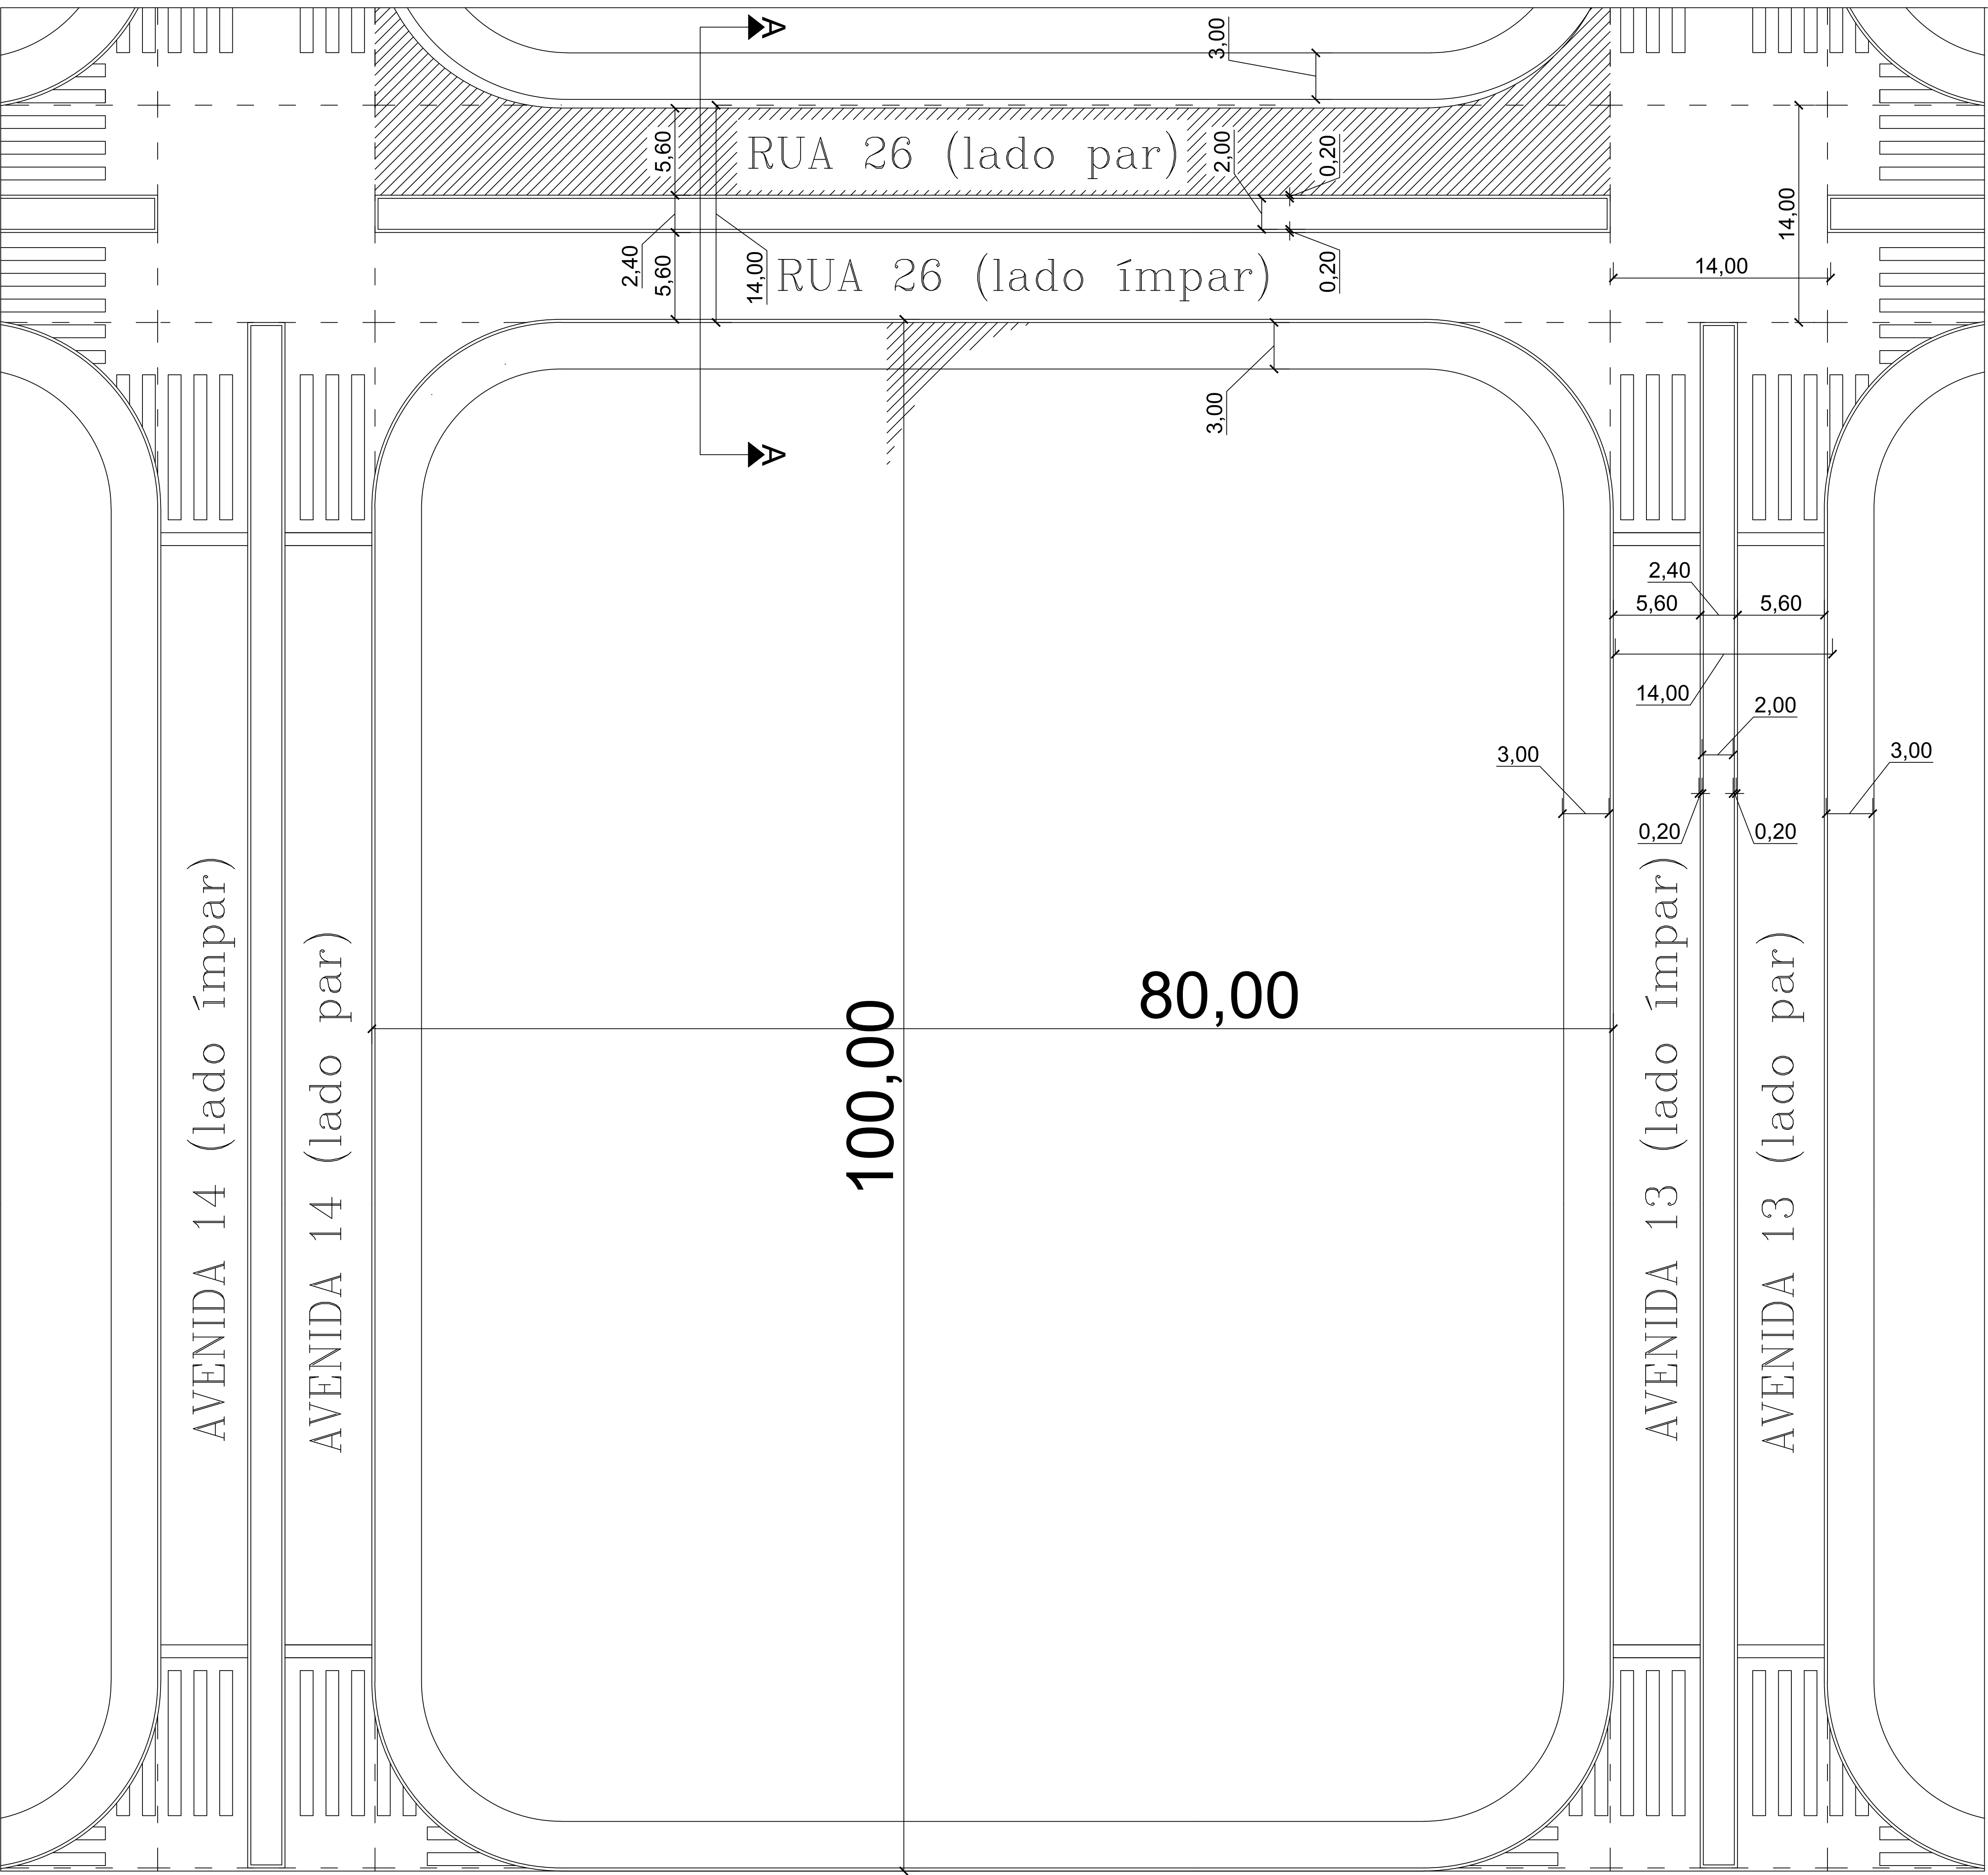 A
3,00
5,60
RUA 26 (lado par)
2,00
0,20
2,40
5,60
14,00
RUA 26 (lado ímpar)
0,20
14,00
14,00
3,00
A
2,40
5,60
5,60
14,00
2,00
3,00
3,00
0,20
0,20
AVENIDA 14 (lado ímpar)
AVENIDA 14 (lado par)
100,00
80,00
AVENIDA 13 (lado ímpar)
AVENIDA 13 (lado par)